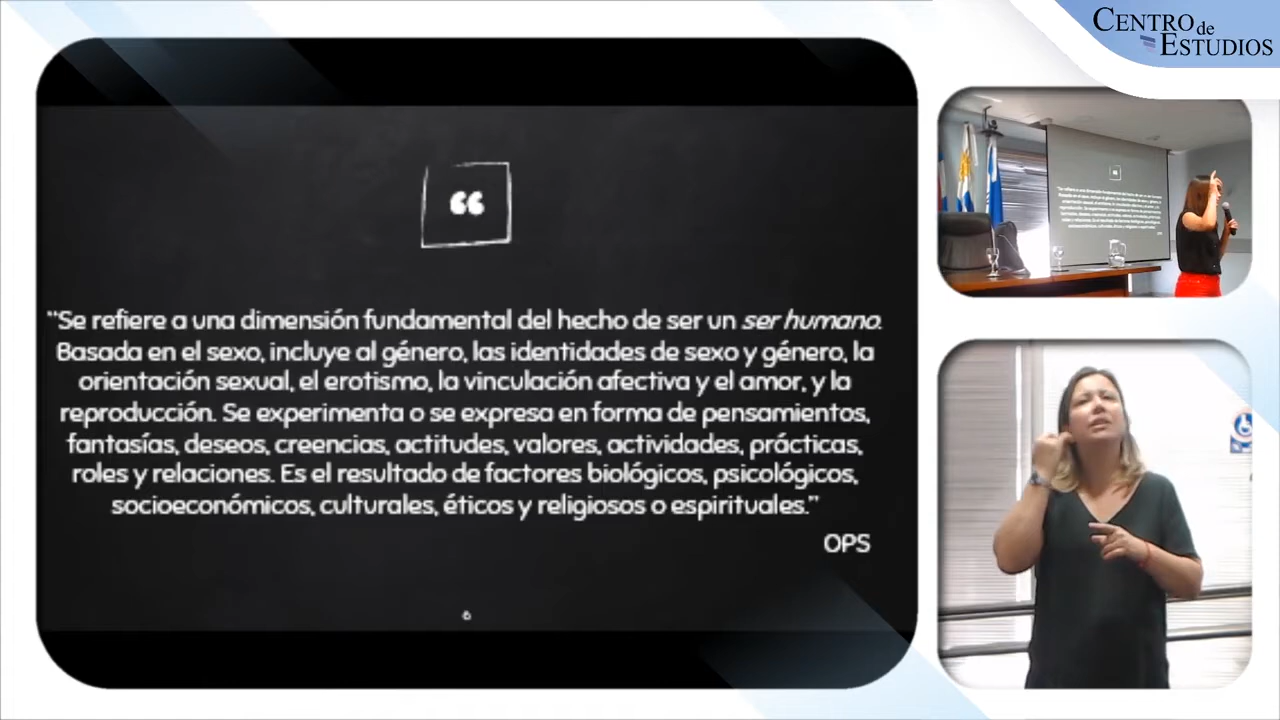 CENTRO de
ESTUDIOS
“
“Se refiere a una dimensión fundamental del hecho de ser un ser humano.
Basada en el sexo, incluye al género, las identidades de sexo y género, la
orientación sexual, el erotismo, la vinculación afectiva y el amor, y la
reproducción. Se experimenta o se expresa en forma de pensamientos,
fantasías, deseos, creencias, actitudes, valores, actividades, prácticas,
roles y relaciones. Es el resultado de factores biológicos, psicológicos,
socioeconómicos, culturales, éticos y religiosos o espirituales.”
OPS
6